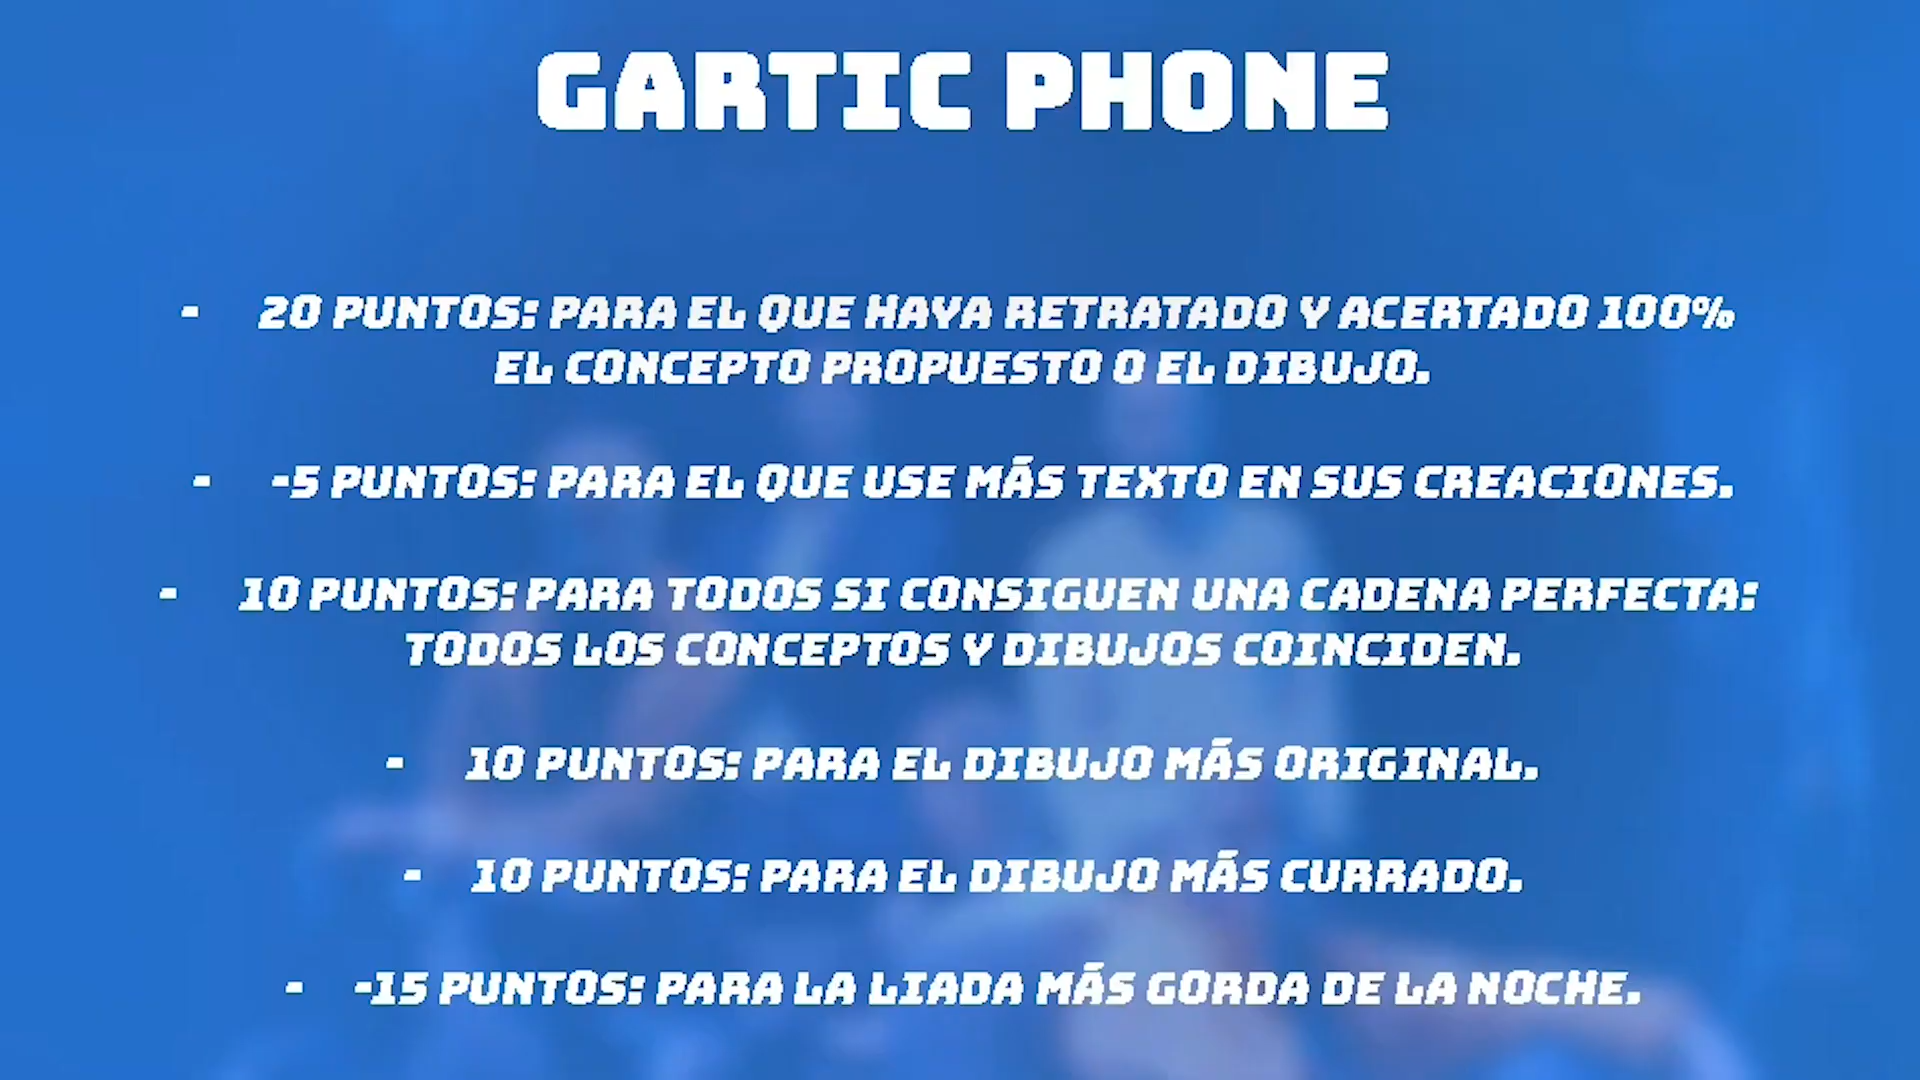 GARTIC PHONE
- 20 PUNTOS: PARA EL QUE HAYA RETRATADO Y ACERTADO 100%
EL CONCEPTO PROPUESTO O EL DIBUJO.
- -5 PUNTOS: PARA EL QUE USE MÁS TEXTO EN SUS CREACIONES.
- 10 PUNTOS: PARA TODOS SI CONSIGUEN UNA CADENA PERFECTA:
TODOS LOS CONCEPTOS Y DIBUJOS COINCIDEN.
- 10 PUNTOS: PARA EL DIBUJO MÁS ORIGINAL.
- 10 PUNTOS: PARA EL DIBUJO MÁS CURRADO.
- -15 PUNTOS: PARA LA LIADA MÁS GORDA DE LA NOCHE.